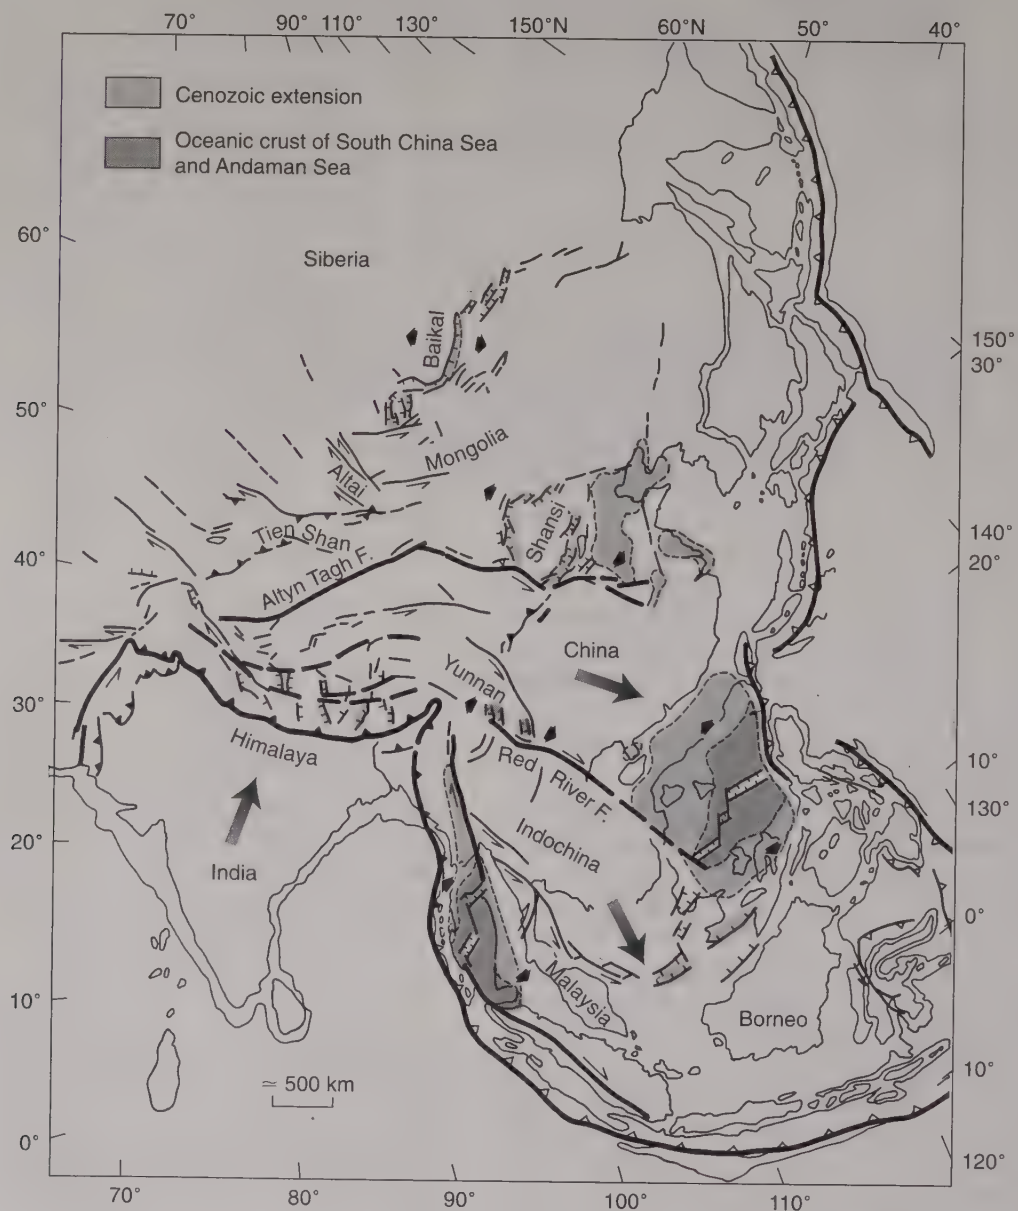 70° 90° 110° 130° 150°N 60°N 50° 40°
Cenozoic extension
Oceanic crust of South China Sea
and Andaman Sea
60°
Siberia
Baikal
150°
30°
50°
Mongolia
Altai
Tien Shan
Shansi
140°
20°
40°
Altyn Tagh F.
China
Yunnan
30°
Himalaya
Red River F.
10°
130°
20°
Indochina
India
0°
Malaysia
10°
Borneo
≃ 500 km
10°
0°
120°
70° 80° 90° 100° 110°